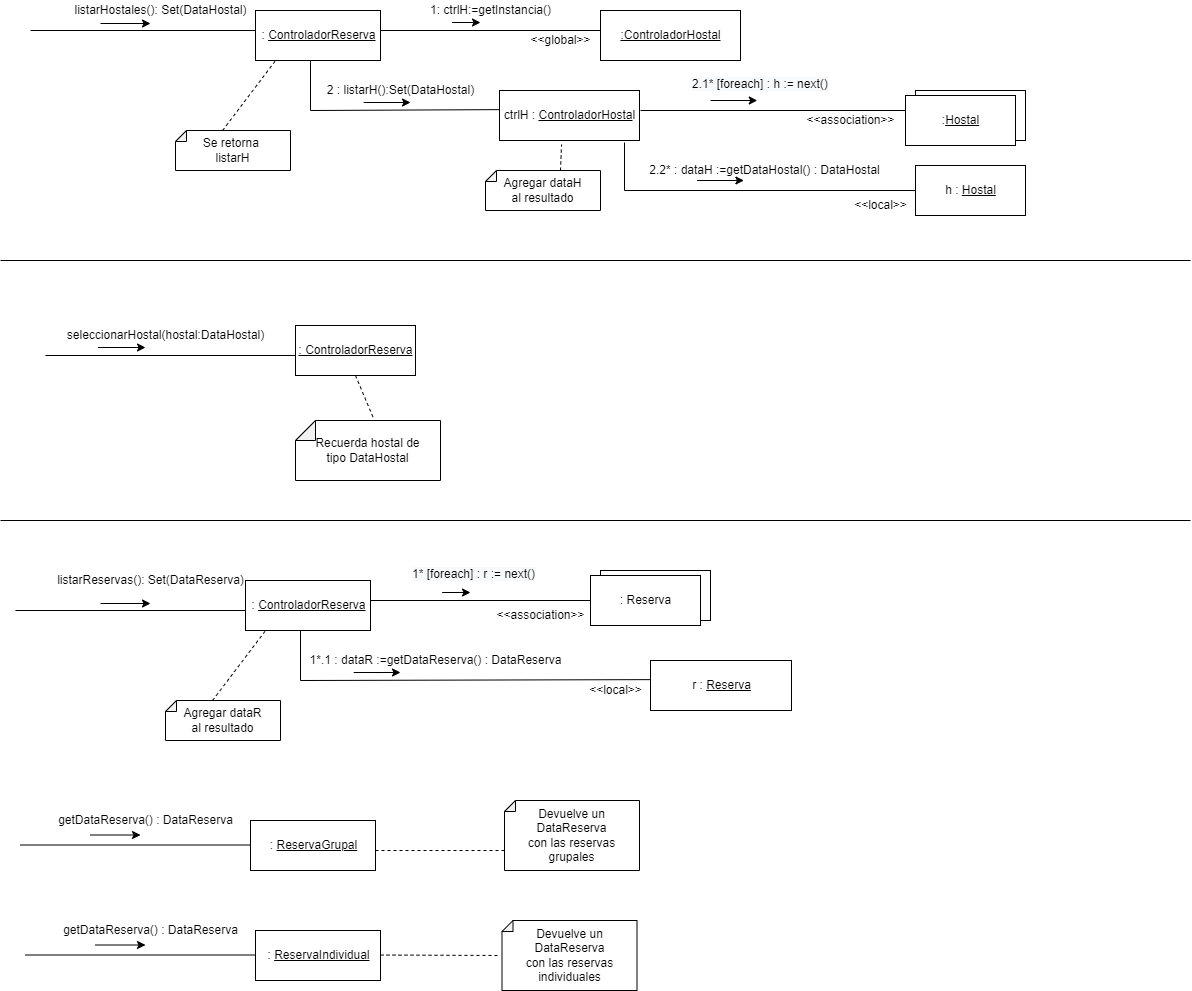 listarHostales(): Set(DataHostal)
1: ctrlH:=getInstancia()
: ControladorReserva
<<global>>
:ControladorHostal
2 : listarH():Set(DataHostal)
2.1* [foreach] : h := next()
ctrlH : ControladorHostal
<<association>>
:Hostal
Se retorna
listarH
2.2* : dataH :=getDataHostal() : DataHostal
Agregar dataH
al resultado
<<local>>
h : Hostal
seleccionarHostal(hostal:DataHostal)
: ControladorReserva
Recuerda hostal de
tipo DataHostal
listarReservas(): Set(DataReserva)
1* [foreach] : r := next()
: ControladorReserva
<<association>>
: Reserva
1*.1 : dataR :=getDataReserva() : DataReserva
<<local>>
r : Reserva
Agregar dataR
al resultado
getDataReserva() : DataReserva
: ReservaGrupal
Devuelve un
DataReserva
con las reservas
grupales
getDataReserva() : DataReserva
: ReservaIndividual
Devuelve un
DataReserva
con las reservas
individuales